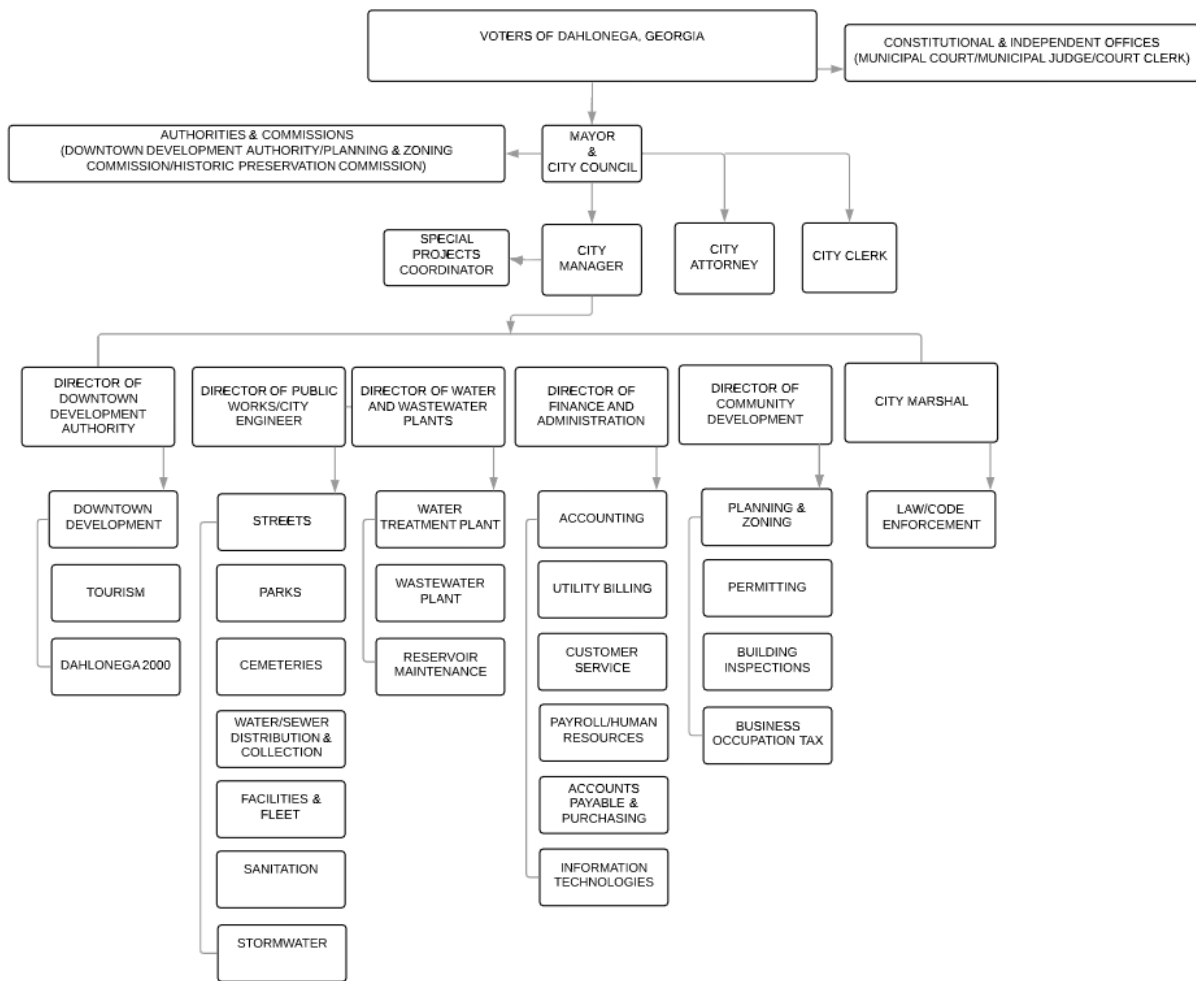 VOTERS OF DAHLONEGA, GEORGIA
CONSTITUTIONAL & INDEPENDENT OFFICES
(MUNICIPAL COURT/MUNICIPAL JUDGE/COURT CLERK)
AUTHORITIES & COMMISSIONS
(DOWNTOWN DEVELOPMENT AUTHORITY/PLANNING & ZONING
COMMISSION/HISTORIC PRESERVATION COMMISSION)
MAYOR
&
CITY COUNCIL
SPECIAL
PROJECTS
COORDINATOR
CITY
MANAGER
CITY
ATTORNEY
CITY CLERK
DIRECTOR OF
DOWNTOWN
DEVELOPMENT
AUTHORITY
DIRECTOR OF PUBLIC
WORKS/CITY
ENGINEER
DIRECTOR OF WATER
AND WASTEWATER
PLANTS
DIRECTOR OF
FINANCE AND
ADMINISTRATION
DIRECTOR OF
COMMUNITY
DEVELOPMENT
CITY MARSHAL
DOWNTOWN
DEVELOPMENT
TOURISM
DAHLONEGA 2000
STREETS
PARKS
CEMETERIES
WATER/SEWER
DISTRIBUTION &
COLLECTION
FACILITIES &
FLEET
SANITATION
STORMWATER
WATER
TREATMENT PLANT
WASTEWATER
PLANT
RESERVOIR
MAINTENANCE
ACCOUNTING
UTILITY BILLING
CUSTOMER
SERVICE
PAYROLL/HUMAN
RESOURCES
ACCOUNTS
PAYABLE &
PURCHASING
INFORMATION
TECHNOLOGIES
PLANNING &
ZONING
PERMITTING
BUILDING
INSPECTIONS
BUSINESS
OCCUPATION TAX
LAW/CODE
ENFORCEMENT